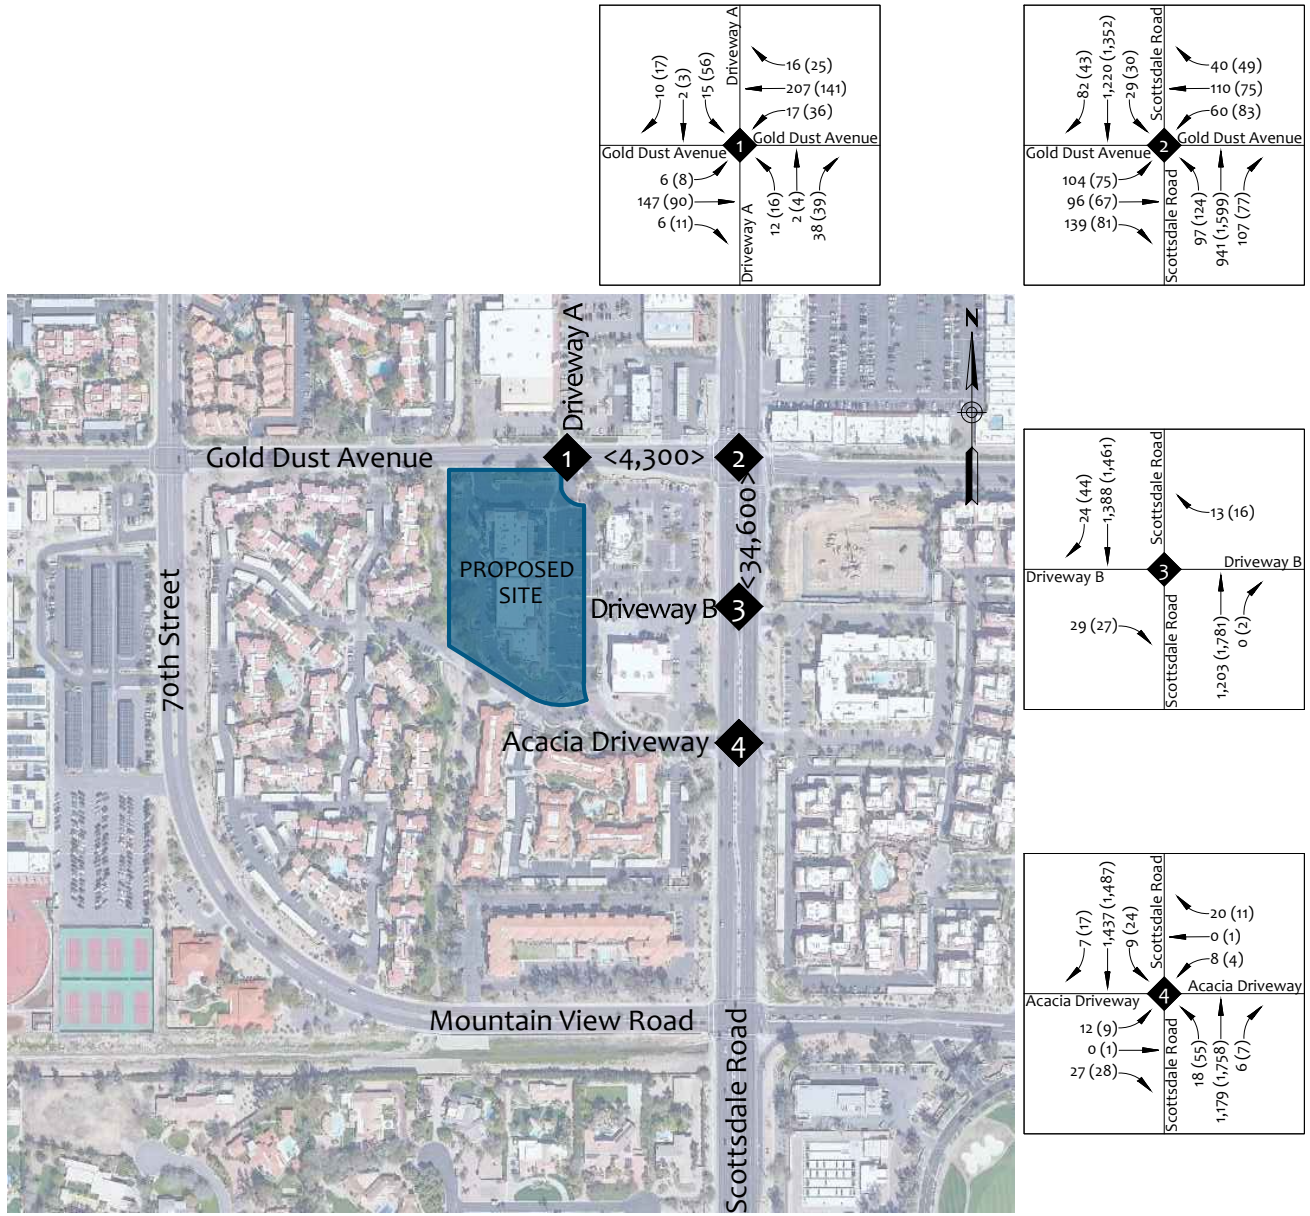 Driveway A
10 (17)
2 (3)
15 (56)
16 (25)
207 (141)
17 (36)
Gold Dust Avenue
1
Gold Dust Avenue
6 (8)
147 (90)
6 (11)
12 (16)
2 (4)
38 (39)
Driveway A
Scottsdale Road
82 (43)
1,220 (1,352)
29 (30)
40 (49)
110 (75)
60 (83)
Gold Dust Avenue
2
Gold Dust Avenue
104 (75)
96 (67)
139 (81)
97 (124)
941 (1,599)
107 (77)
Scottsdale Road
N
Driveway A
Gold Dust Avenue
1
<4,300>
2
<34,600>
PROPOSED
SITE
70th Street
Driveway B
3
Acacia Driveway
4
Mountain View Road
Scottsdale Road
Scottsdale Road
24 (44)
1,388 (1,461)
13 (16)
Driveway B
3
Driveway B
29 (27)
1,203 (1,781)
0 (2)
Scottsdale Road
Scottsdale Road
7 (17)
1,437 (1,487)
9 (24)
20 (11)
0 (1)
8 (4)
Acacia Driveway
4
Acacia Driveway
12 (9)
0 (1)
27 (28)
18 (55)
1,179 (1,758)
6 (7)
Scottsdale Road